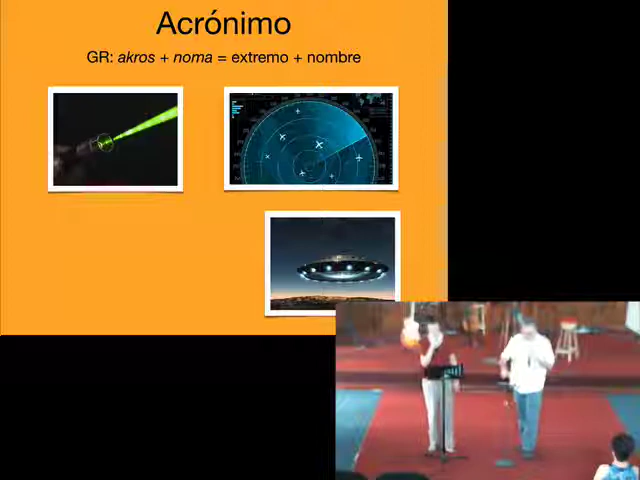 Acrónimo
GR: akros + noma = extremo + nombre